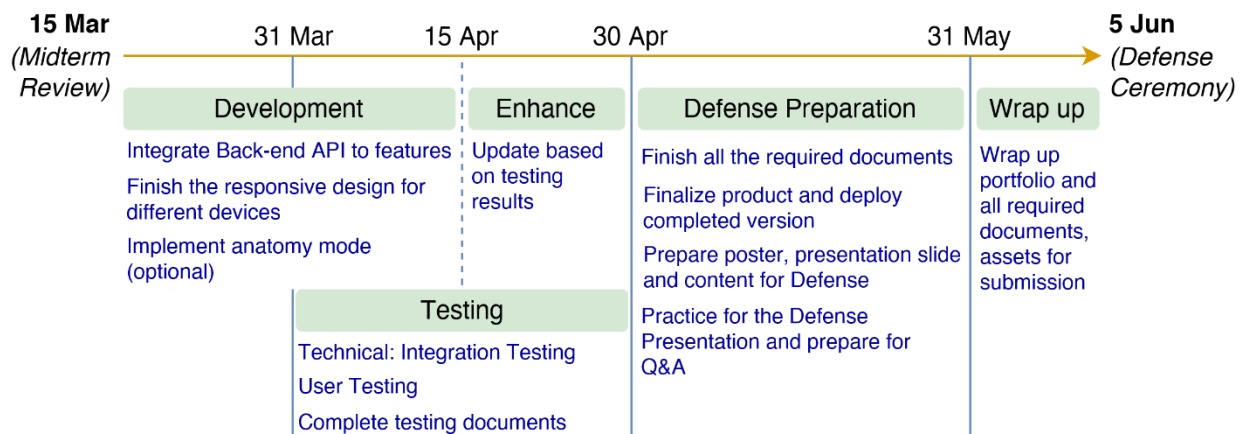 15 Mar
(Midterm
Review)
31 Mar
15 Apr
30 Apr
31 May
5 Jun
(Defense
Ceremony)
Development
Integrate Back-end API to features
Finish the responsive design for
different devices
Implement anatomy mode
(optional)
Enhance
Update based
on testing
results
Testing
Technical: Integration Testing
User Testing
Complete testing documents
Defense Preparation
Finish all the required documents
Finalize product and deploy
completed version
Prepare poster, presentation slide
and content for Defense
Practice for the Defense
Presentation and prepare for
Q&A
Wrap up
Wrap up
portfolio and
all required
documents,
assets for
submission